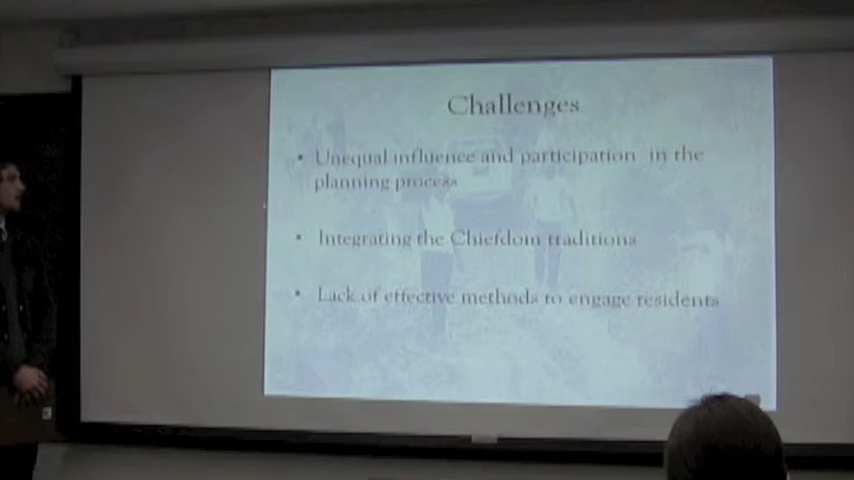 Challenges
• Unequal influence and participation in the
planning process
• Integrating the Chiefdom traditions
• Lack of effective methods to engage residents